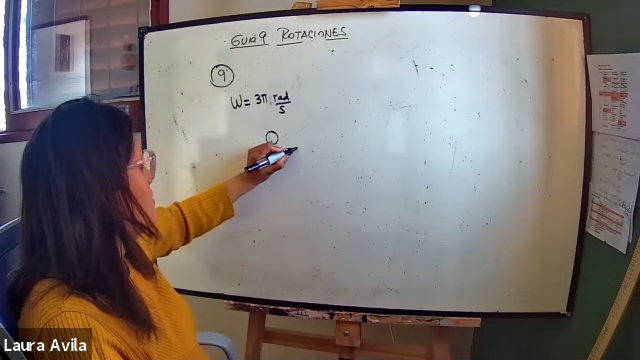 GUIA 9 ROTACIONES
9
W = 3π rad/s
Laura Avila